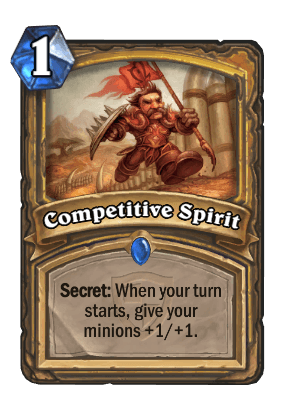 1
Competitive Spirit
Secret: When your turn
starts, give your
minions +1/+1.